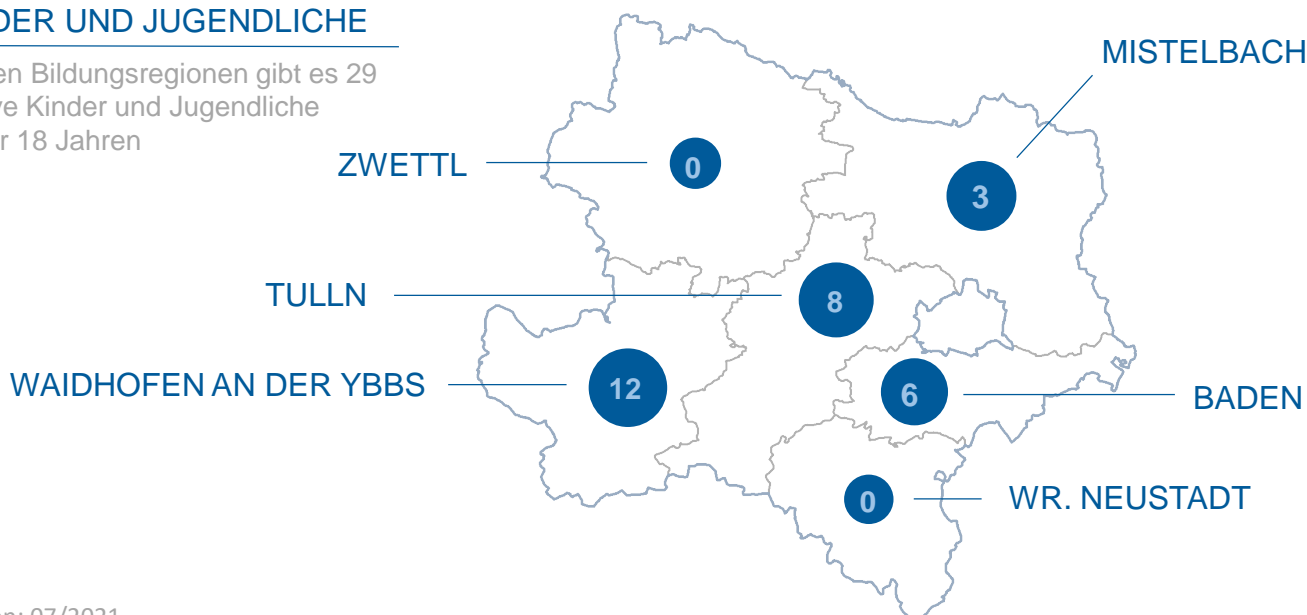 DER UND JUGENDLICHE
en Bildungsregionen gibt es 29
ve Kinder und Jugendliche
r 18 Jahren
MISTELBACH
ZWETTL
0
3
TULLN
8
WAIDHOFEN AN DER YBBS
12
6
BADEN
0
WR. NEUSTADT